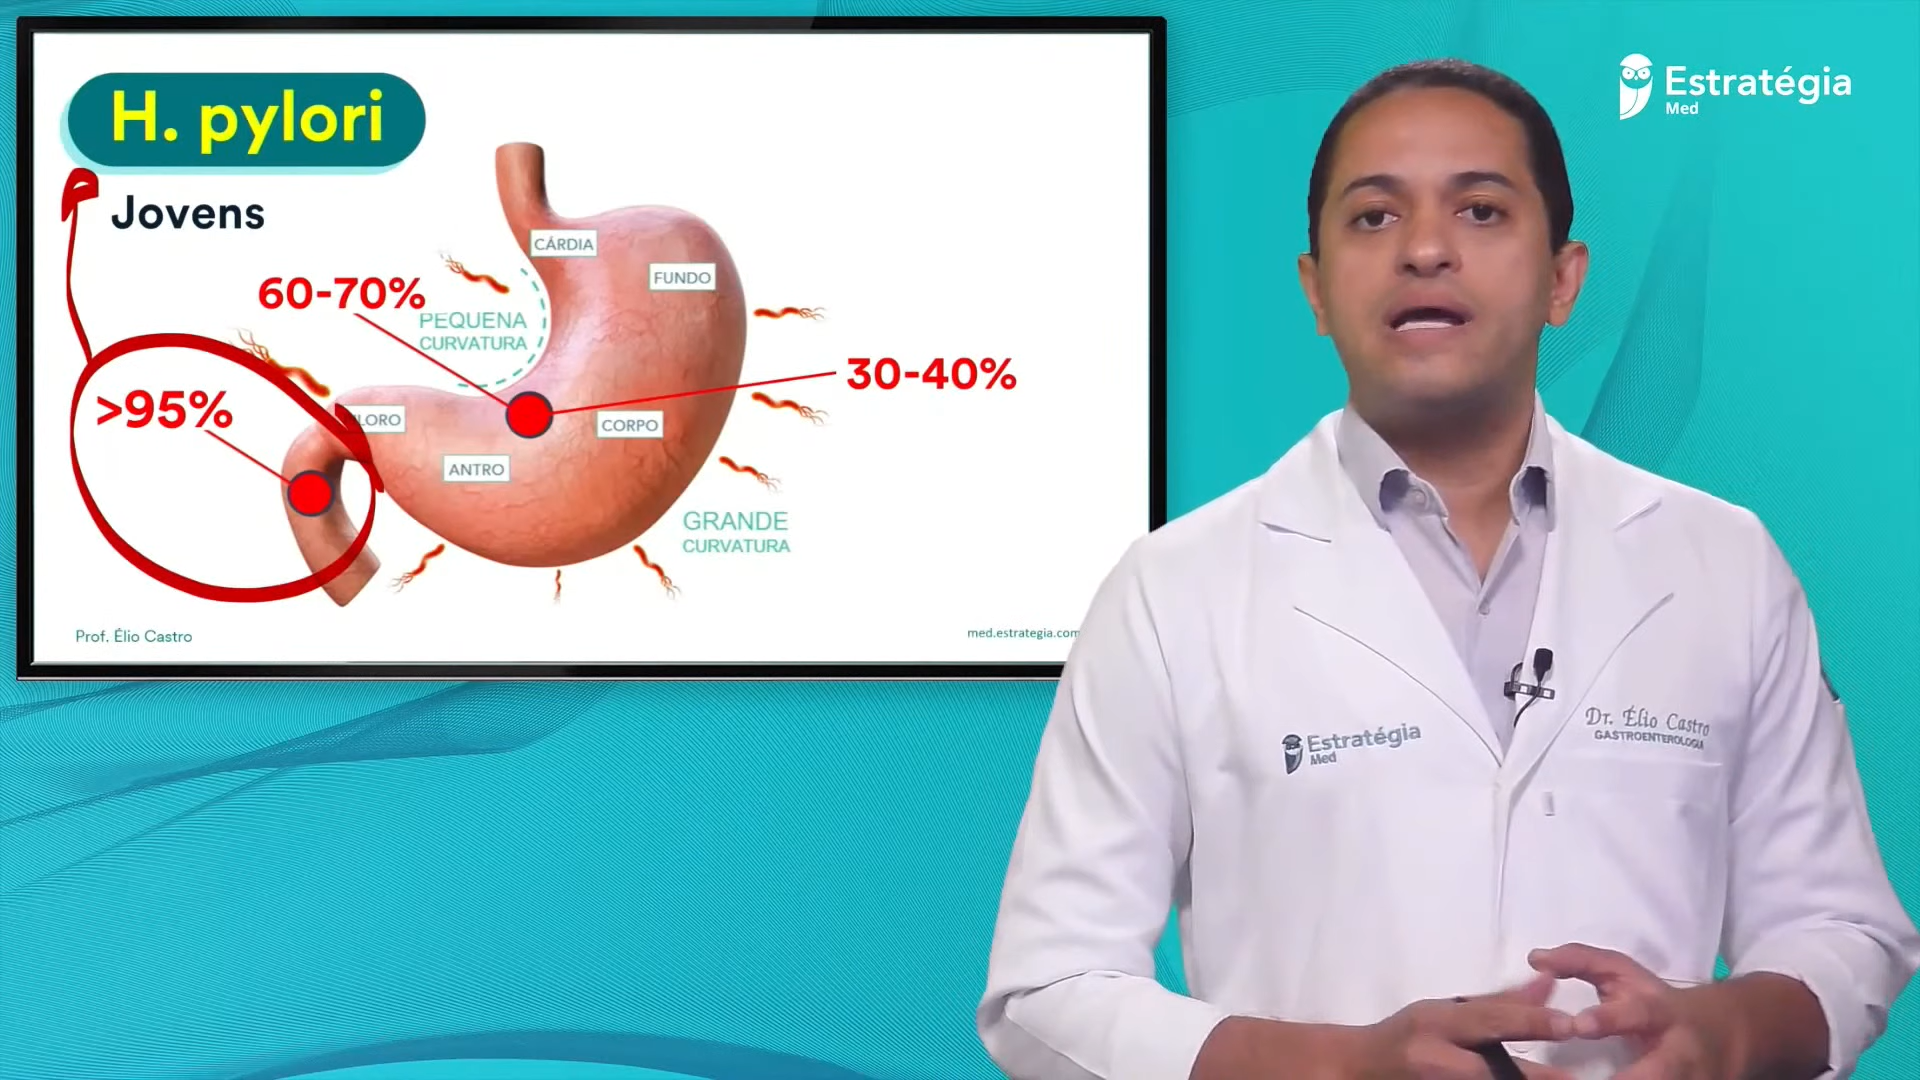 H. pylori
Jovens
60-70%
>95%
30-40%
CÁRDIA
FUNDO
PEQUENA
CURVATURA
LORO
CORPO
ANTRO
GRANDE
CURVATURA
Prof. Élio Castro
med.estrategia.com
Estratégia
Med
Estratégia
Med
Dr. Élio Castro
GASTROENTEROLOGIA